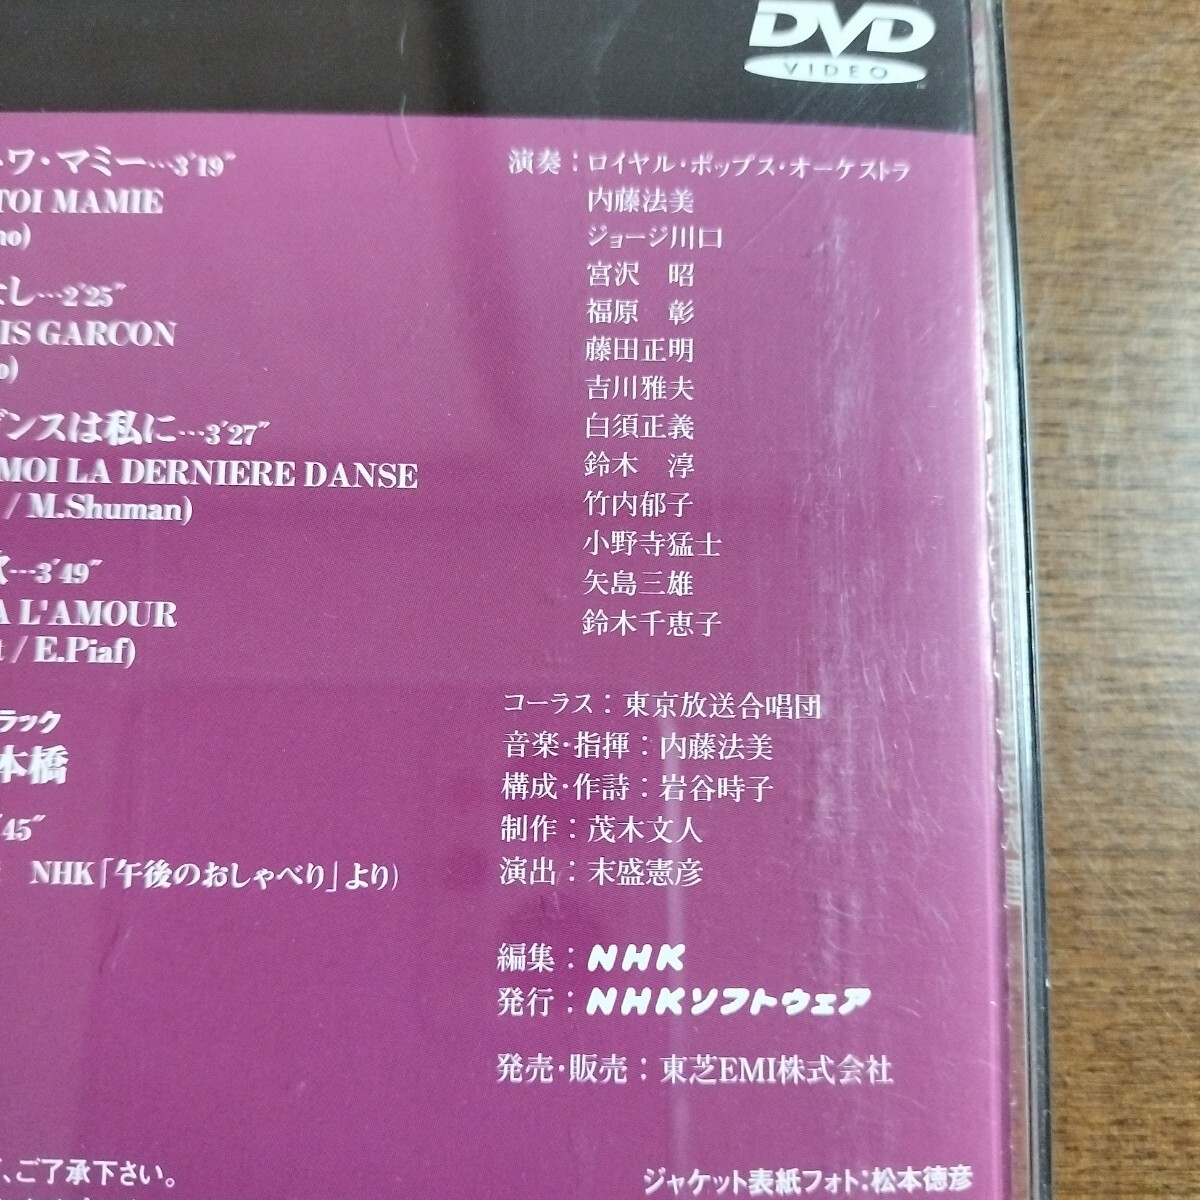 DVD
VIDEO
ワ・マミー…3'19"
TOI MAMIE
no)
し…2'25"
IS GARCON
o)
ンスは私に…3'27"
MOI LA DERNIERE DANSE
/ M.Shuman)
…3'49"
A L'AMOUR
t / E.Piaf)
ラック
本橋
'45"
NHK「午後のおしゃべり」より)
演奏：ロイヤル・ポップス・オーケストラ
内藤法美
ジョージ川口
宮沢　昭
福原　彰
藤田正明
吉川雅夫
白須正義
鈴木　淳
竹内郁子
小野寺猛士
矢島三雄
鈴木千恵子
コーラス：東京放送合唱団
音楽・指揮：内藤法美
構成・作詩：岩谷時子
制作：茂木文人
演出：末盛憲彦
編集：NHK
発行：NHKソフトウェア
発売・販売：東芝EMI株式会社
、ご了承下さい。
ジャケット表紙フォト：松本徳彦